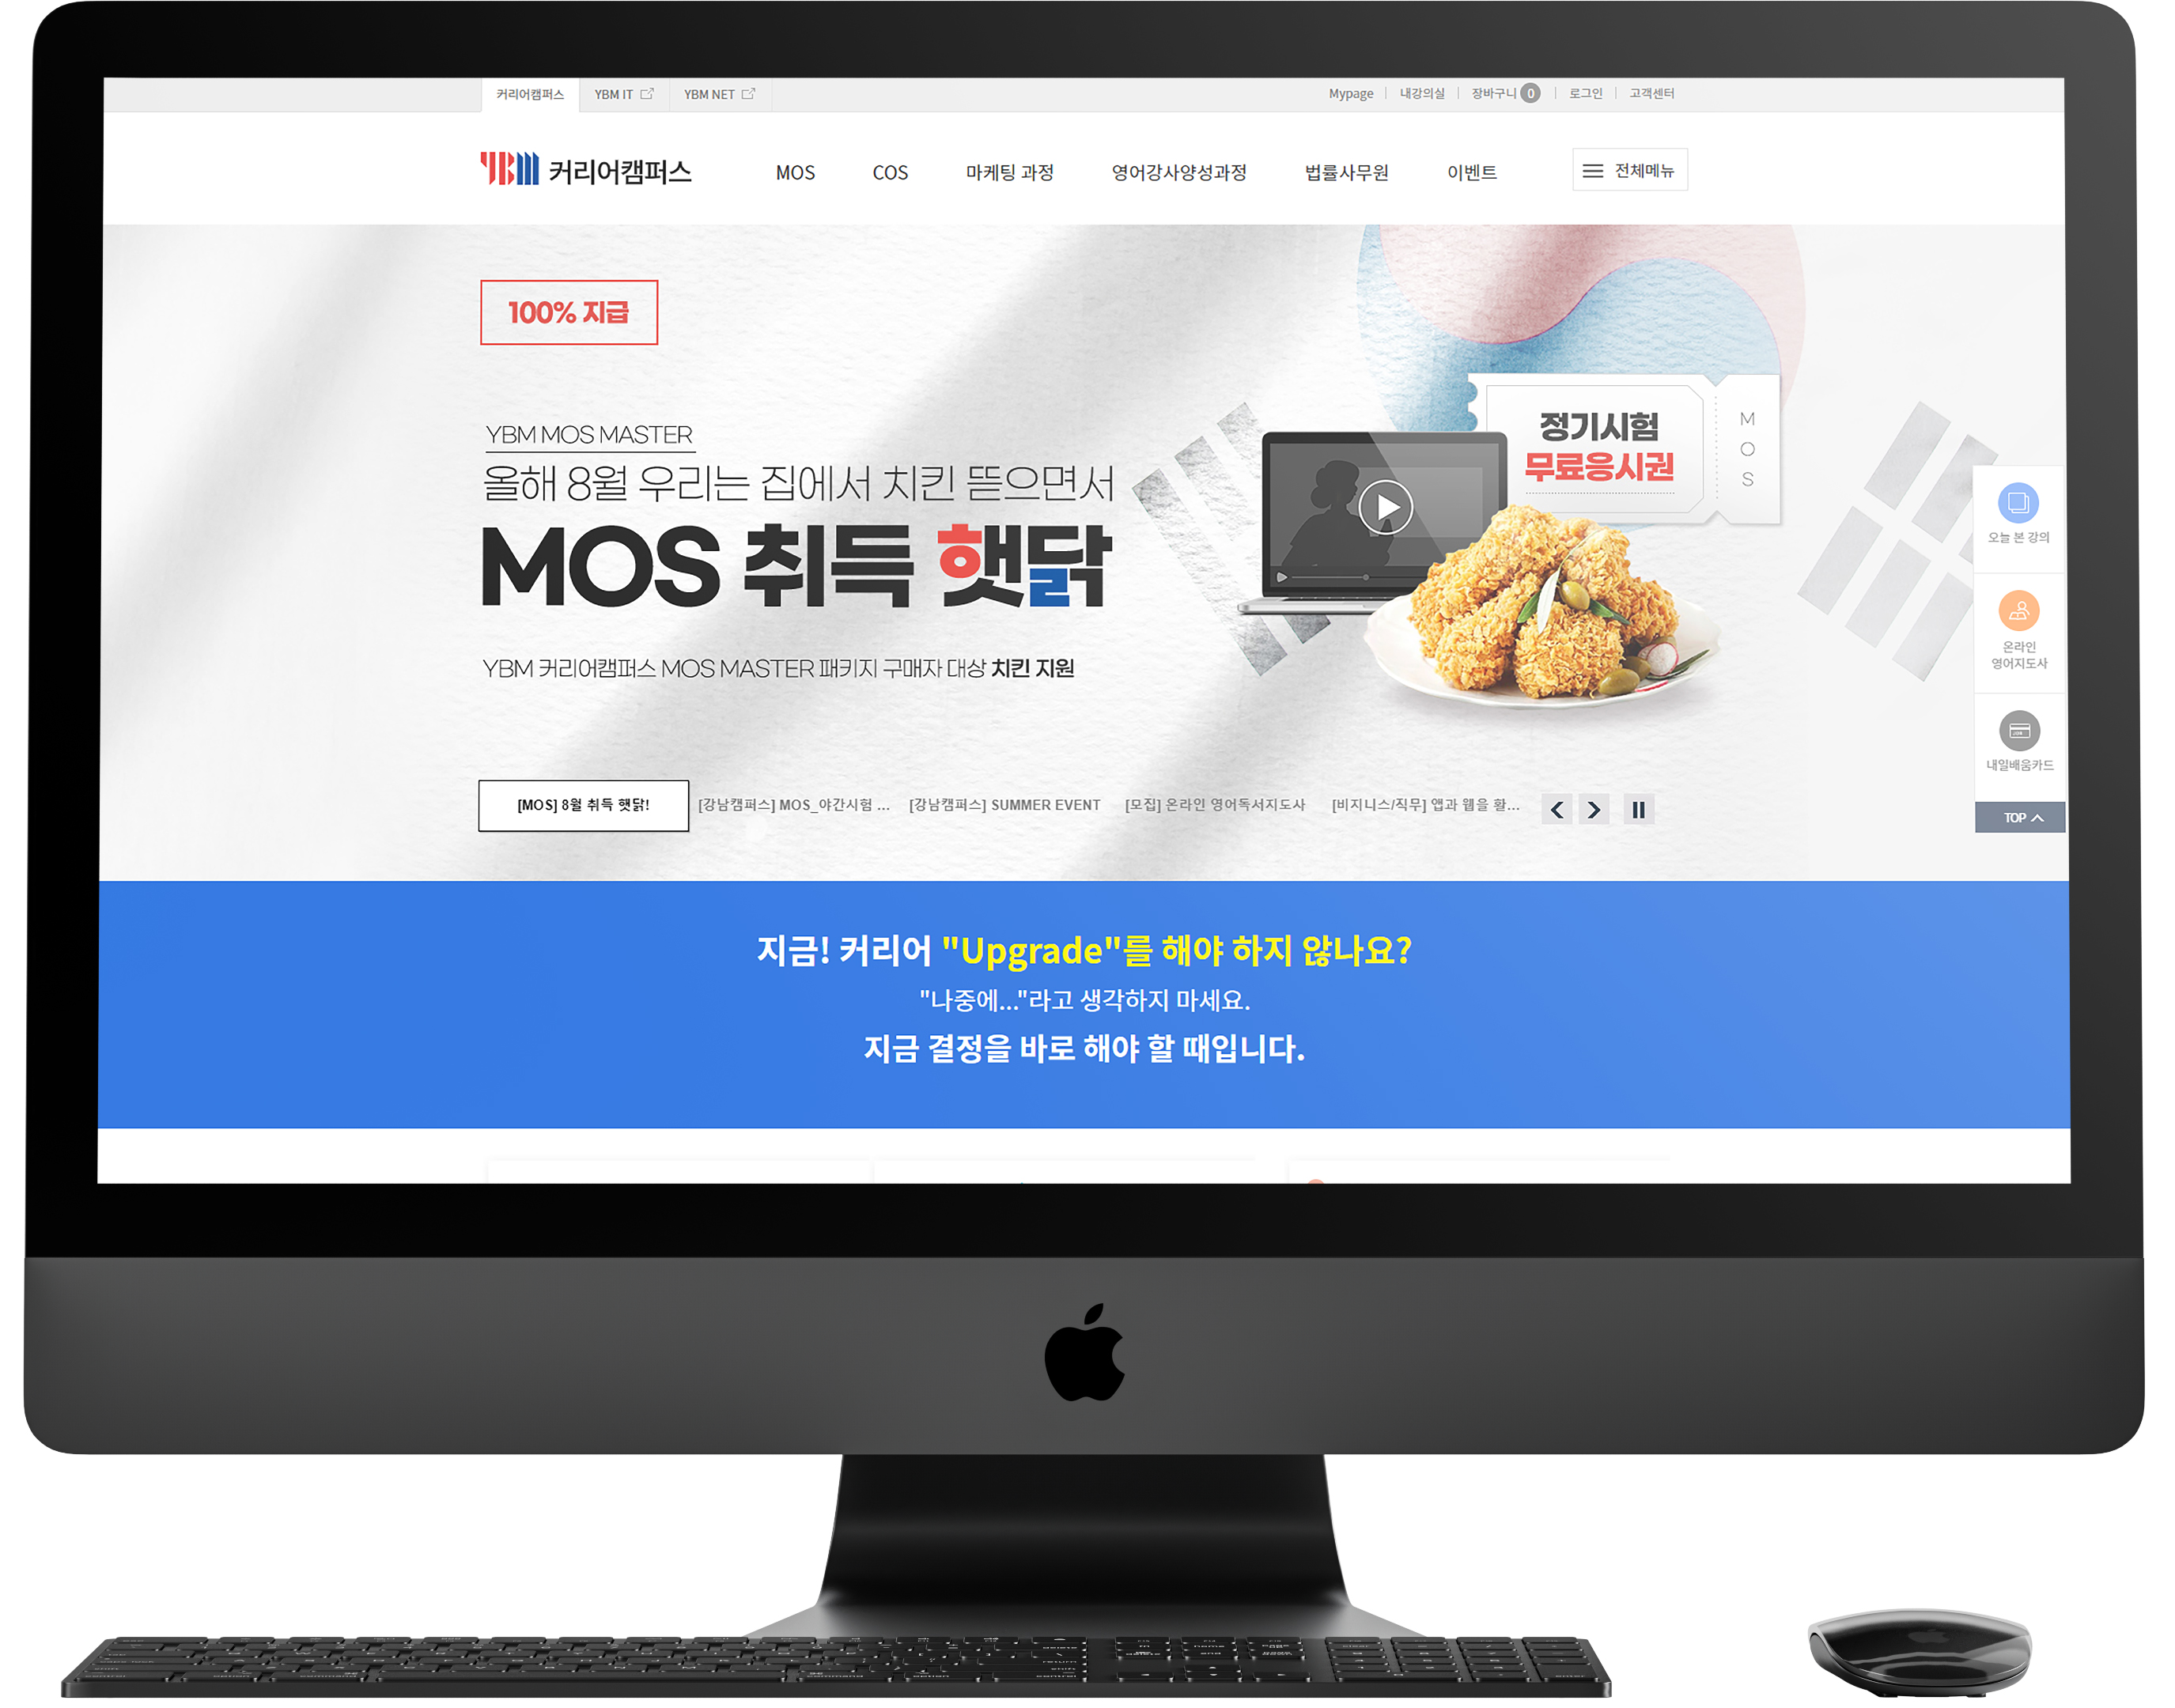 커리어캠퍼스 YBM IT YBM NET Mypage 내강의실 장바구니 0 로그인 고객센터
YBM 커리어캠퍼스 MOS COS 마케팅 과정 영어강사양성과정 법률사무원 이벤트 전체메뉴
100% 지급
YBM MOS MASTER
올해 8월 우리는 집에서 치킨 뜯으면서
MOS 취득 햇닭
YBM 커리어캠퍼스 MOS MASTER 패키지 구매자 대상 치킨 지원
정기시험
무료응시권
M
O
S
오늘 본 강의
온라인
영어지도사
내일배움카드
TOP
[MOS] 8월 취득 햇닭! [강남캠퍼스] MOS_야간시험 ... [강남캠퍼스] SUMMER EVENT [모집] 온라인 영어독서지도사 [비지니스/직무] 앱과 웹을 활...
지금! 커리어 "Upgrade"를 해야 하지 않나요?
"나중에..."라고 생각하지 마세요.
지금 결정을 바로 해야 할 때입니다.